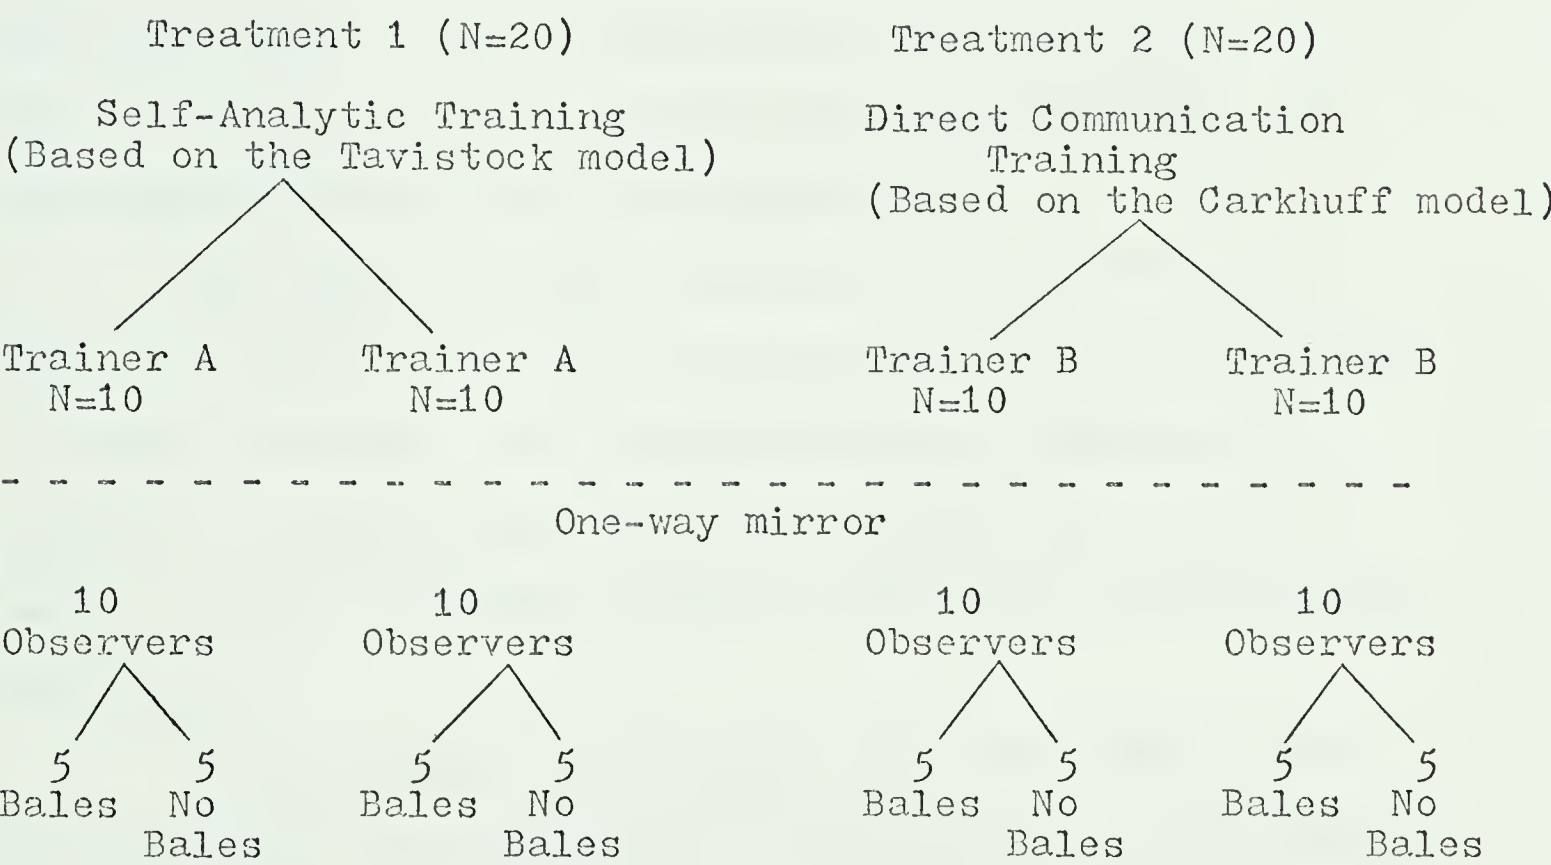 Treatment 1 (N=20)
Self-Analytic Training
(Based on the Tavistock model)
Trainer A
N=10
Trainer A
N=10
Treatment 2 (N=20)
Direct Communication
Training
(Based on the Carkhuff model)
Trainer B
N=10
Trainer B
N=10
One-way mirror
10
Observers
5
Bales
5
No
Bales
10
Observers
5
Bales
5
No
Bales
10
Observers
5
Bales
5
No
Bales
10
Observers
5
Bales
5
No
Bales